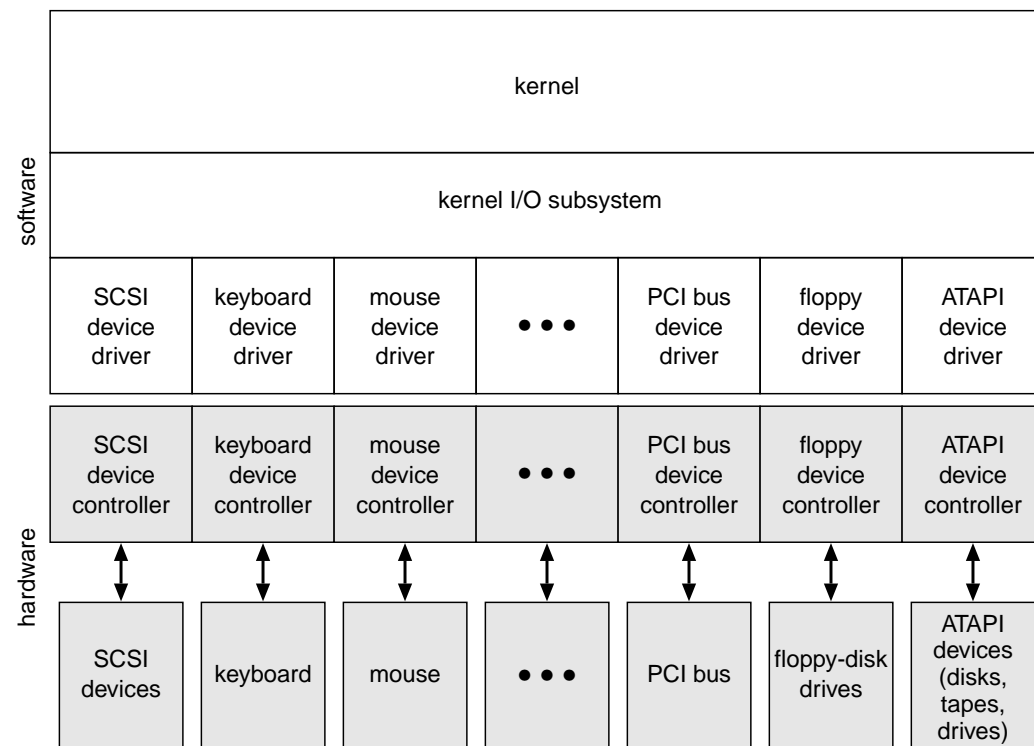 kernel
software
kernel I/O subsystem
SCSI
device
driver
keyboard
device
driver
mouse
device
driver
•••
PCI bus
device
driver
floppy
device
driver
ATAPI
device
driver
hardware
SCSI
device
controller
keyboard
device
controller
mouse
device
controller
•••
PCI bus
device
controller
floppy
device
controller
ATAPI
device
controller
SCSI
devices
keyboard
mouse
•••
PCI bus
floppy-disk
drives
ATAPI
devices
(disks,
tapes,
drives)